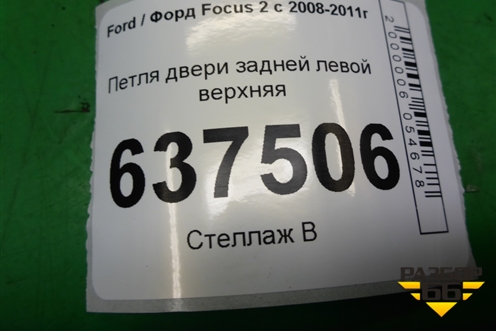 Ford / Форд Focus 2 с 2008-2011г
Петля двери задней левой
верхняя
637506
Стеллаж В
2000006054678
РАЗБОР
66